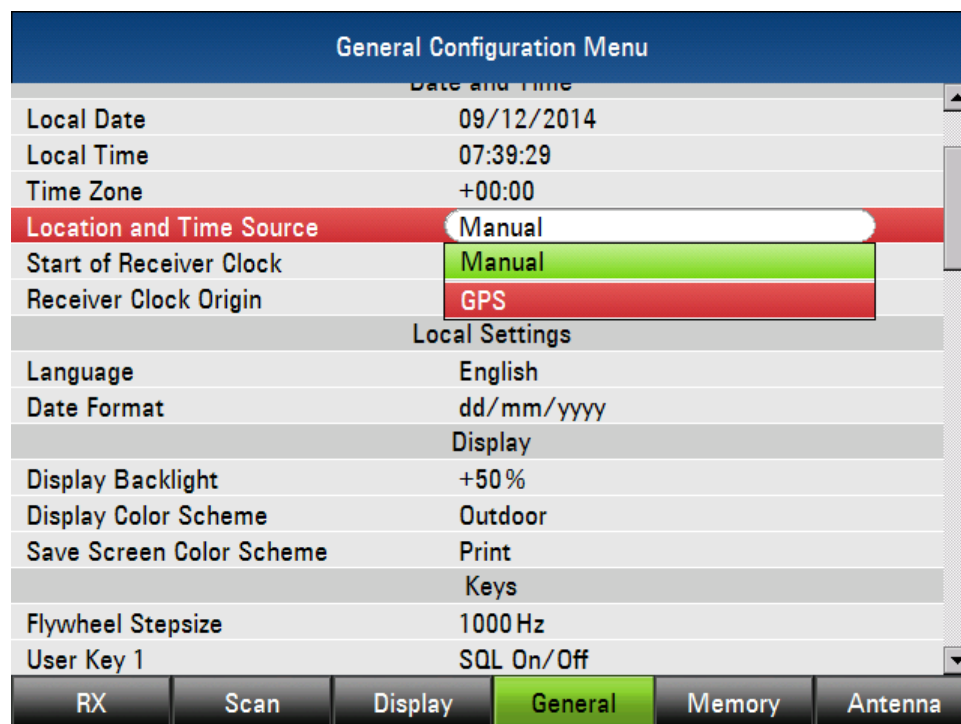 General Configuration Menu
Date and Time
Local Date 09/12/2014
Local Time 07:39:29
Time Zone +00:00
Location and Time Source Manual
Start of Receiver Clock Manual
Receiver Clock Origin GPS
Local Settings
Language English
Date Format dd/mm/yyyy
Display
Display Backlight +50%
Display Color Scheme Outdoor
Save Screen Color Scheme Print
Keys
Flywheel Stepsize 1000 Hz
User Key 1 SQL On/Off
RX Scan Display General Memory Antenna